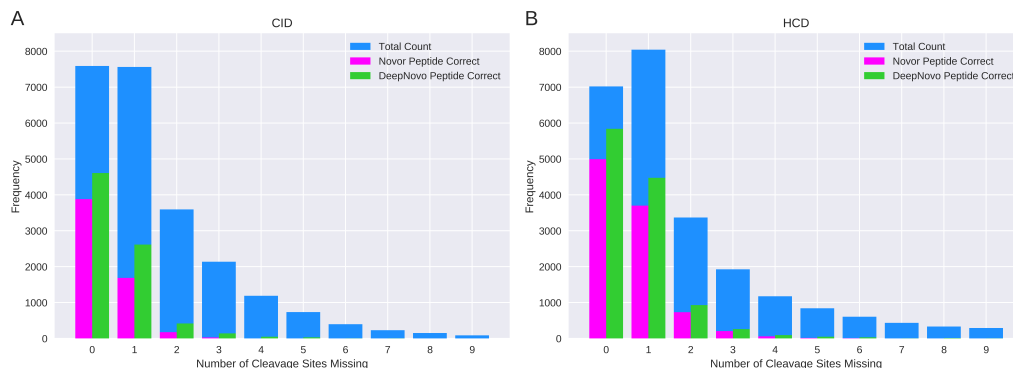 A
CID
8000
7000
6000
5000
4000
3000
2000
1000
0
Frequency
Total Count
Novor Peptide Correct
DeepNovo Peptide Correct
0 1 2 3 4 5 6 7 8 9
Number of Cleavage Sites Missing
B
HCD
8000
7000
6000
5000
4000
3000
2000
1000
0
Frequency
Total Count
Novor Peptide Correct
DeepNovo Peptide Correct
0 1 2 3 4 5 6 7 8 9
Number of Cleavage Sites Missing